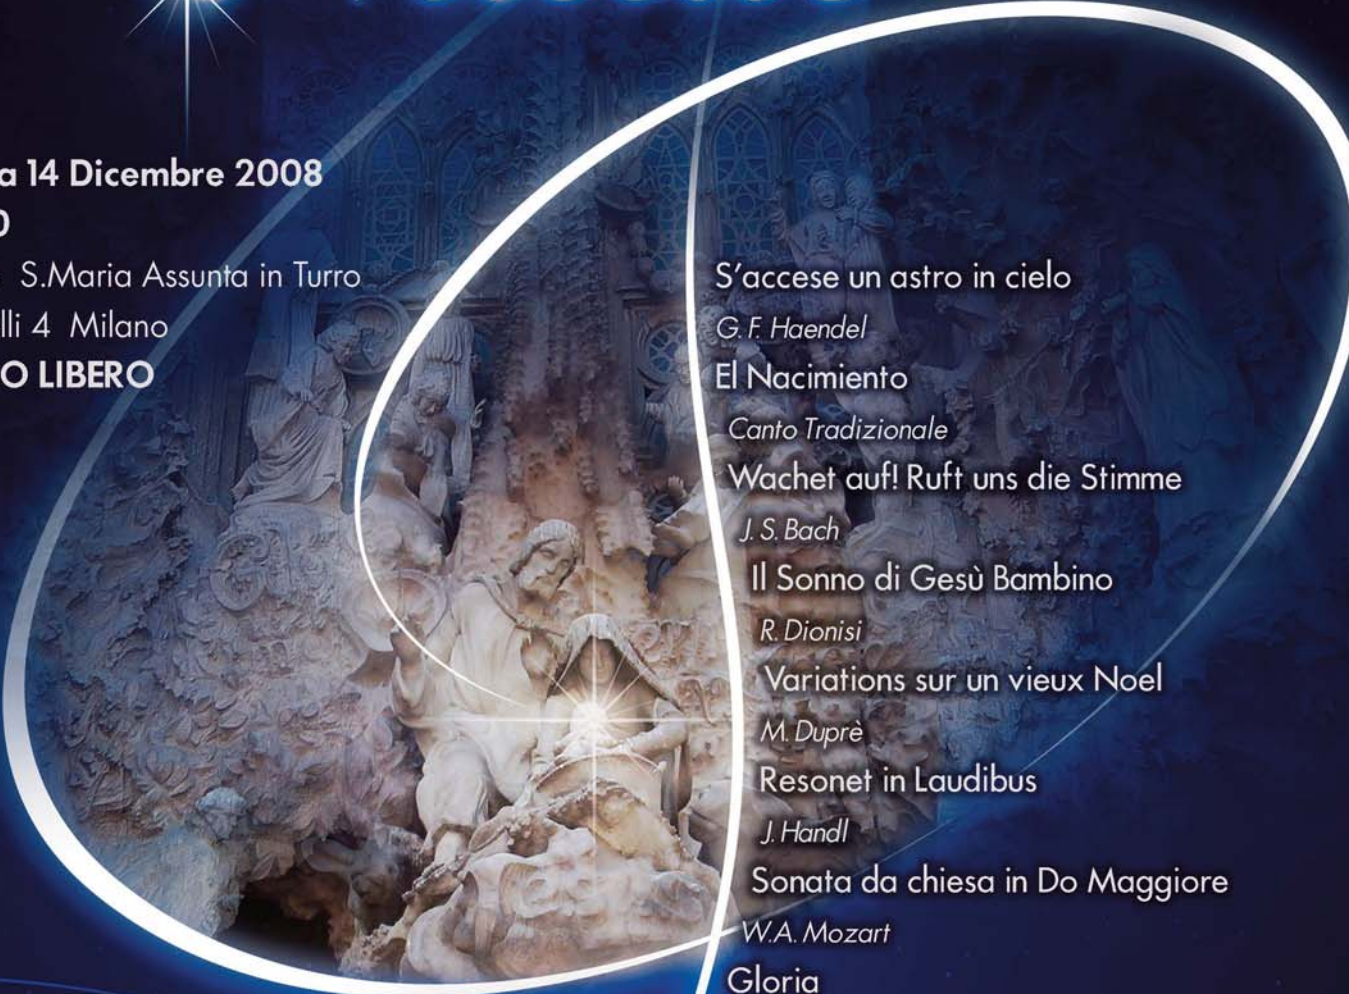 a 14 Dicembre 2008
0
S.Maria Assunta in Turro
lli 4 Milano
O LIBERO
S'accese un astro in cielo
G. F. Haendel
El Nacimiento
Canto Tradizionale
Wachet auf! Ruft uns die Stimme
J. S. Bach
Il Sonno di Gesù Bambino
R. Dionisi
Variations sur un vieux Noel
M. Duprè
Resonet in Laudibus
J. Handl
Sonata da chiesa in Do Maggiore
W.A. Mozart
Gloria